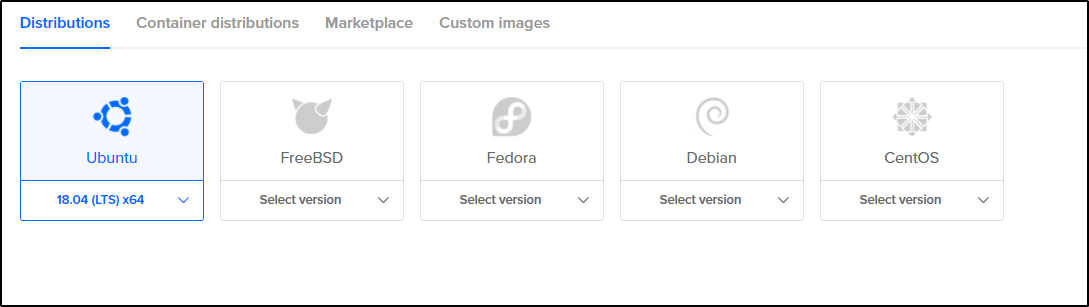 Distributions Container distributions Marketplace Custom images
Ubuntu FreeBSD Fedora Debian CentOS
18.04 (LTS) x64 Select version Select version Select version Select version